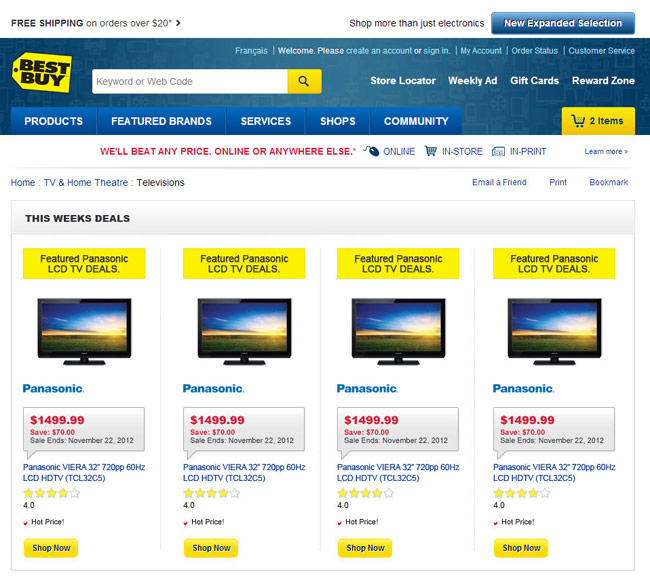 FREE SHIPPING on orders over $20* >
Shop more than just electronics
New Expanded Selection
Français | Welcome. Please create an account or sign in. | My Account | Order Status | Customer Service
BEST BUY
Keyword or Web Code
Store Locator Weekly Ad Gift Cards Reward Zone
PRODUCTS FEATURED BRANDS SERVICES SHOPS COMMUNITY
2 Items
WE'LL BEAT ANY PRICE. ONLINE OR ANYWHERE ELSE.* ONLINE IN-STORE IN-PRINT Learn more »
Home : TV & Home Theatre : Televisions
Email a Friend Print Bookmark
THIS WEEKS DEALS
Featured Panasonic
LCD TV DEALS.
Panasonic.
$1499.99
Save: $70.00
Sale Ends: November 22, 2012
Panasonic VIERA 32" 720pp 60Hz
LCD HDTV (TCL32C5)
4.0
Hot Price!
Shop Now
Featured Panasonic
LCD TV DEALS.
Panasonic.
$1499.99
Save: $70.00
Sale Ends: November 22, 2012
Panasonic VIERA 32" 720pp 60Hz
LCD HDTV (TCL32C5)
4.0
Hot Price!
Shop Now
Featured Panasonic
LCD TV DEALS.
Panasonic.
$1499.99
Save: $70.00
Sale Ends: November 22, 2012
Panasonic VIERA 32" 720pp 60Hz
LCD HDTV (TCL32C5)
4.0
Hot Price!
Shop Now
Featured Panasonic
LCD TV DEALS.
Panasonic.
$1499.99
Save: $70.00
Sale Ends: November 22, 2012
Panasonic VIERA 32" 720pp 60Hz
LCD HDTV (TCL32C5)
4.0
Hot Price!
Shop Now